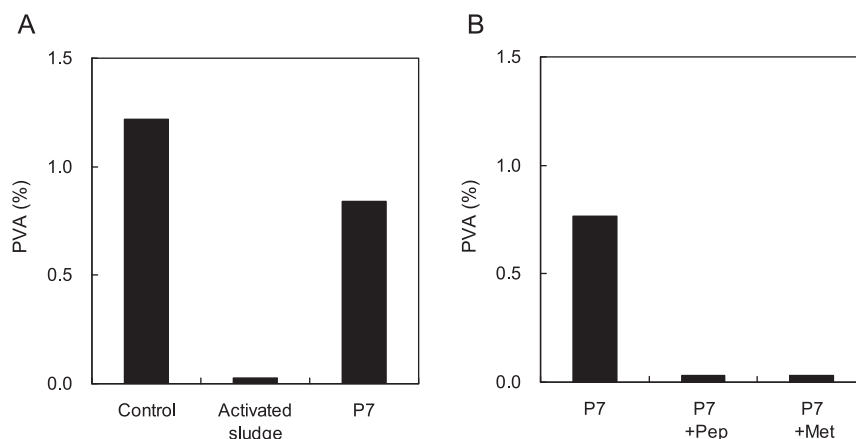 A
PVA (%)
1.5
1.0
0.5
0.0
Control
Activated
sludge
P7
B
PVA (%)
1.5
1.0
0.5
0.0
P7
P7
+Pep
P7
+Met